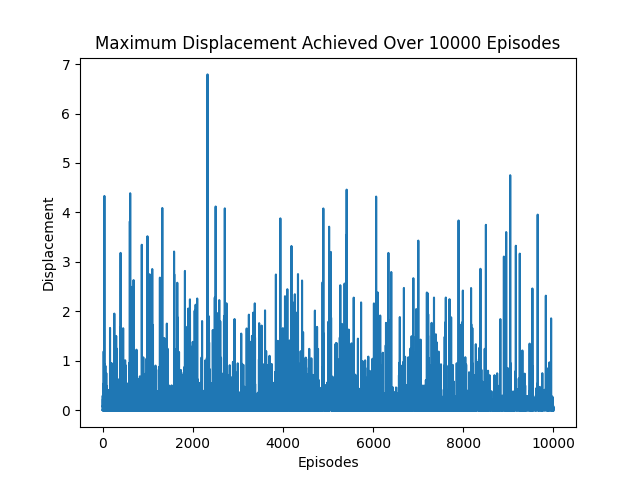 Maximum Displacement Achieved Over 10000 Episodes
7
6
5
4
3
2
1
0
Displacement
0 2000 4000 6000 8000 10000
Episodes